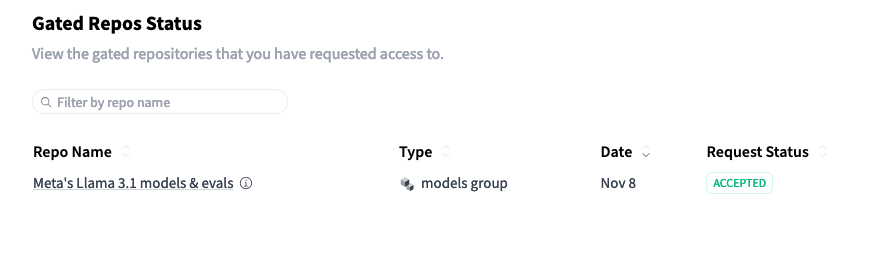 Gated Repos Status
View the gated repositories that you have requested access to.
Filter by repo name
Repo Name Type Date Request Status
Meta's Llama 3.1 models & evals models group Nov 8 ACCEPTED